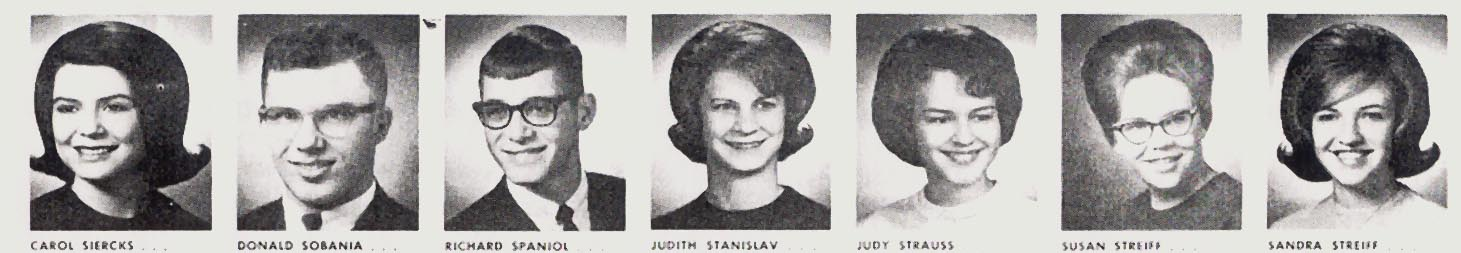 CAROL SIERCKS . . .
DONALD SOBANIA . . .
RICHARD SPANIOL . . .
JUDITH STANISLAV . . .
JUDY STRAUSS
SUSAN STREIFF . . .
SANDRA STREIFF . . .